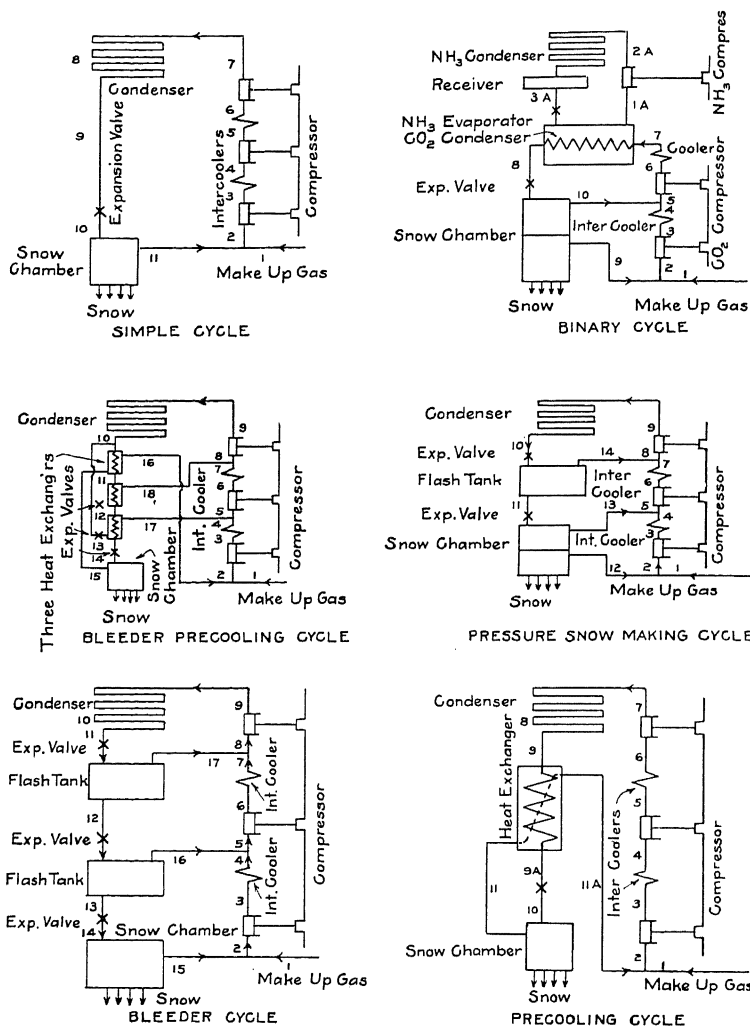 8
Condenser
7
6
5
4
3
2
9
Expansion Valve
Intercoolers
Compressor
10
Snow
Chamber
11
1
Make Up Gas
Snow
SIMPLE CYCLE
NH3 Condenser
2A
Receiver
3A
1A
NH3 Compres
NH3 Evaporator
CO2 Condenser
7
Cooler
8
6
Exp. Valve
10
5
4
Snow Chamber
Inter Cooler
3
CO2 Compressor
9
2
1
Snow
Make Up Gas
BINARY CYCLE
Condenser
9
10
16
8
7
11
18
6
12
17
5
4
13
3
14
15
Three Heat Exchang'rs
Exp. Valves
Snow
Chamber
Int. Cooler
Compressor
2
1
Snow
Make Up Gas
BLEEDER PRECOOLING CYCLE
Condenser
9
10
Exp. Valve
14
8
7
Flash Tank
Inter
Cooler
6
11
13
5
Exp. Valve
4
Snow Chamber
Int. Cooler
3
12
2
1
Compressor
Snow
Make Up Gas
PRESSURE SNOW MAKING CYCLE
Condenser
10
9
11
Exp. Valve
8
17
7
Flash Tank
Int. Cooler
12
6
Exp. Valve
5
16
4
Flash Tank
Int. Cooler
13
3
Exp. Valve
14
Snow Chamber
2
15
1
Compressor
Make Up Gas
Snow
BLEEDER CYCLE
Condenser
8
7
9
Heat Exchanger
6
5
Inter Coolers
4
9A
11
11A
10
3
Compressor
Snow Chamber
2
1
Snow
Make Up Gas
PRECOOLING CYCLE